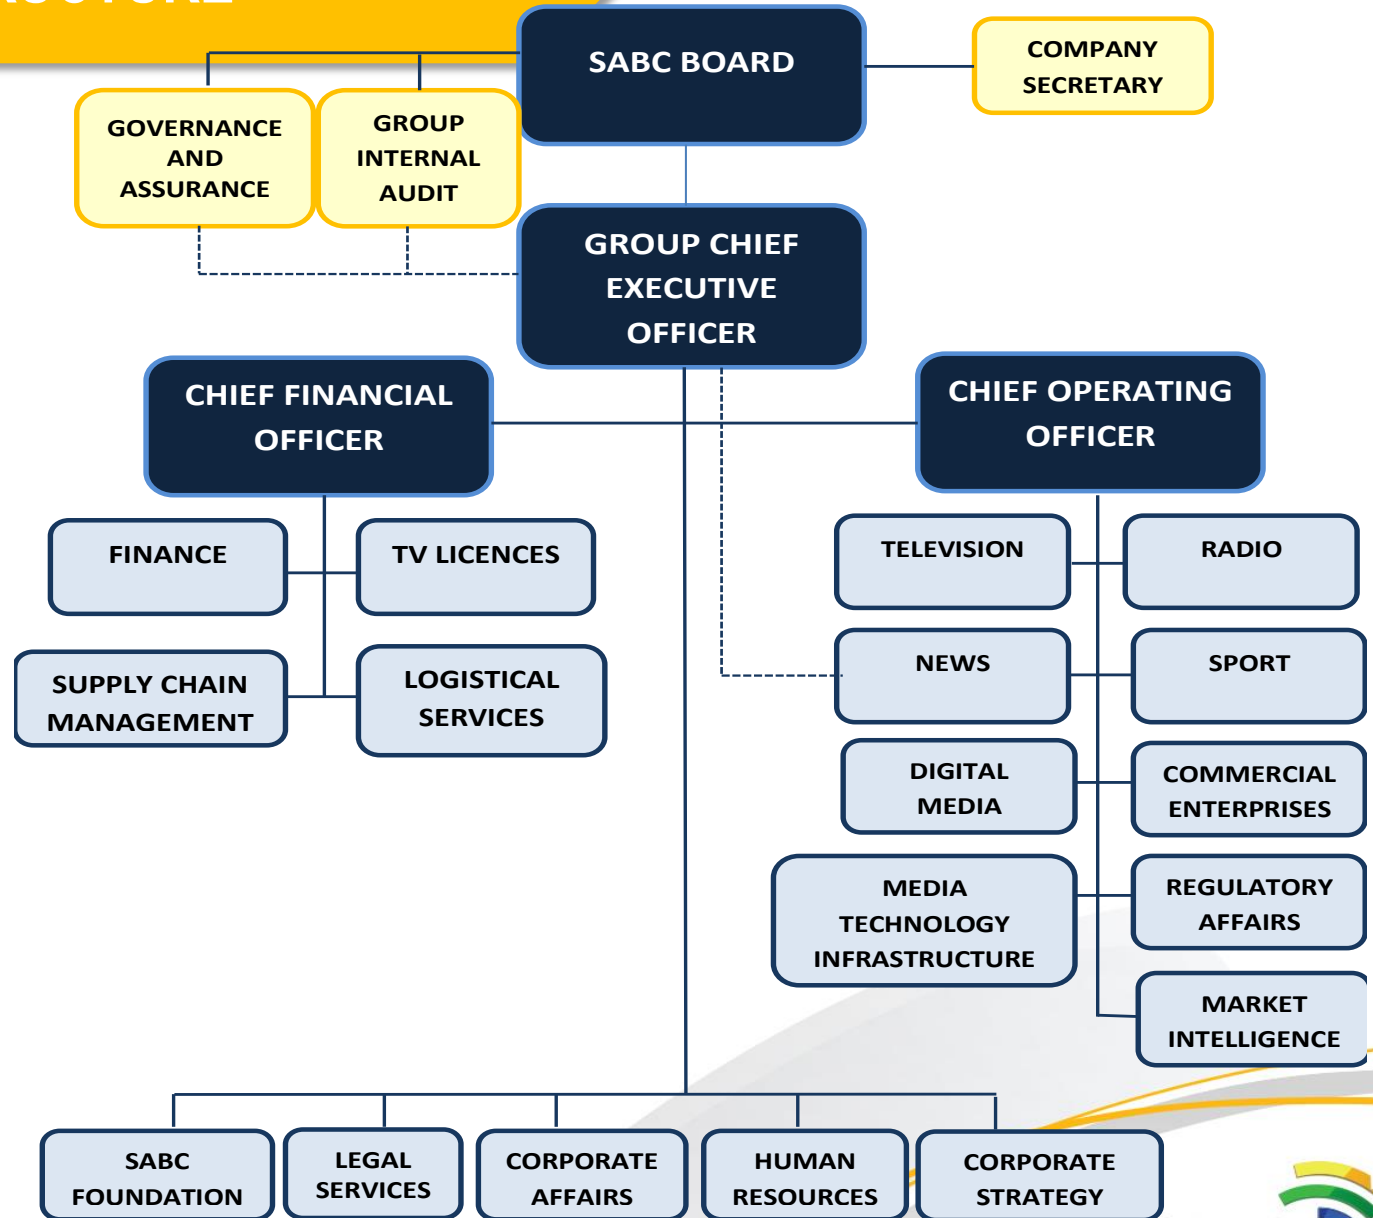 SABC BOARD
COMPANY
SECRETARY
GOVERNANCE
AND
ASSURANCE
GROUP
INTERNAL
AUDIT
GROUP CHIEF
EXECUTIVE
OFFICER
CHIEF FINANCIAL
OFFICER
CHIEF OPERATING
OFFICER
FINANCE
TV LICENCES
TELEVISION
RADIO
SUPPLY CHAIN
MANAGEMENT
LOGISTICAL
SERVICES
NEWS
SPORT
DIGITAL
MEDIA
COMMERCIAL
ENTERPRISES
MEDIA
TECHNOLOGY
INFRASTRUCTURE
REGULATORY
AFFAIRS
MARKET
INTELLIGENCE
SABC
FOUNDATION
LEGAL
SERVICES
CORPORATE
AFFAIRS
HUMAN
RESOURCES
CORPORATE
STRATEGY